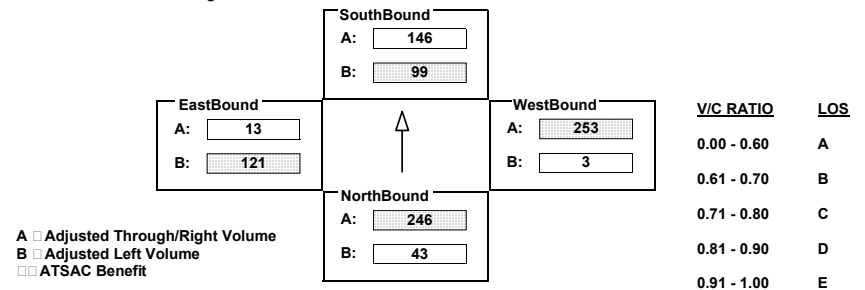 SouthBound
A: 146
B: 99
EastBound
A: 13
B: 121
WestBound
A: 253
B: 3
NorthBound
A: 246
B: 43
A □ Adjusted Through/Right Volume
B □ Adjusted Left Volume
□□ ATSAC Benefit
V/C RATIO LOS
0.00 - 0.60 A
0.61 - 0.70 B
0.71 - 0.80 C
0.81 - 0.90 D
0.91 - 1.00 E